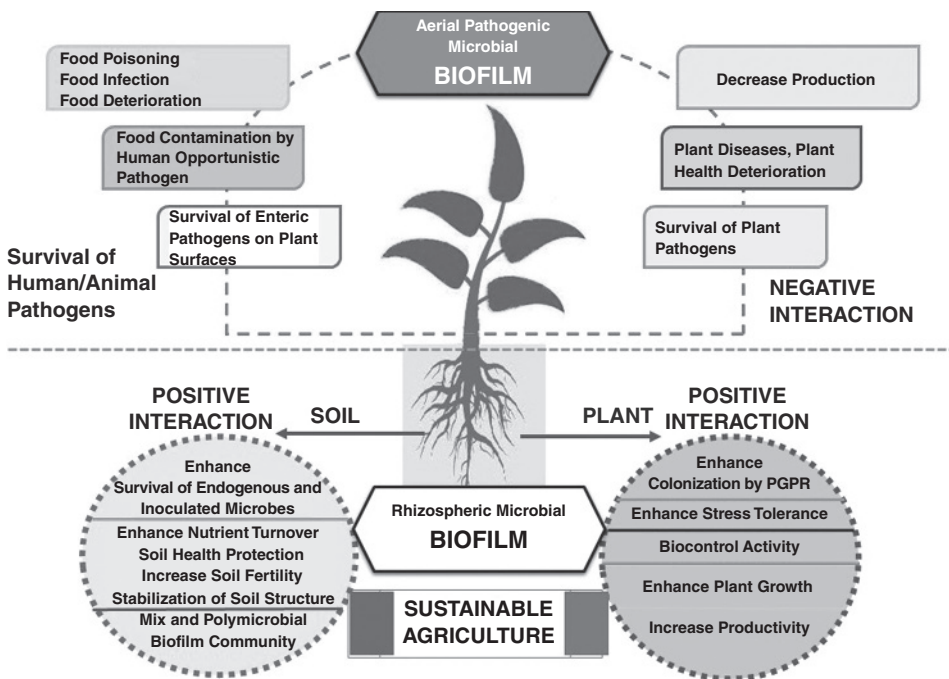 Aerial Pathogenic
Microbial
BIOFILM
Food Poisoning
Food Infection
Food Deterioration
Food Contamination by
Human Opportunistic
Pathogen
Survival of Enteric
Pathogens on Plant
Surfaces
Survival of
Human/Animal
Pathogens
Decrease Production
Plant Diseases, Plant
Health Deterioration
Survival of Plant
Pathogens
NEGATIVE
INTERACTION
POSITIVE
INTERACTION
SOIL
PLANT
POSITIVE
INTERACTION
Enhance
Survival of Endogenous and
Inoculated Microbes
Enhance Nutrient Turnover
Soil Health Protection
Increase Soil Fertility
Stabilization of Soil Structure
Mix and Polymicrobial
Biofilm Community
Rhizospheric Microbial
BIOFILM
SUSTAINABLE
AGRICULTURE
Enhance
Colonization by PGPR
Enhance Stress Tolerance
Biocontrol Activity
Enhance Plant Growth
Increase Productivity